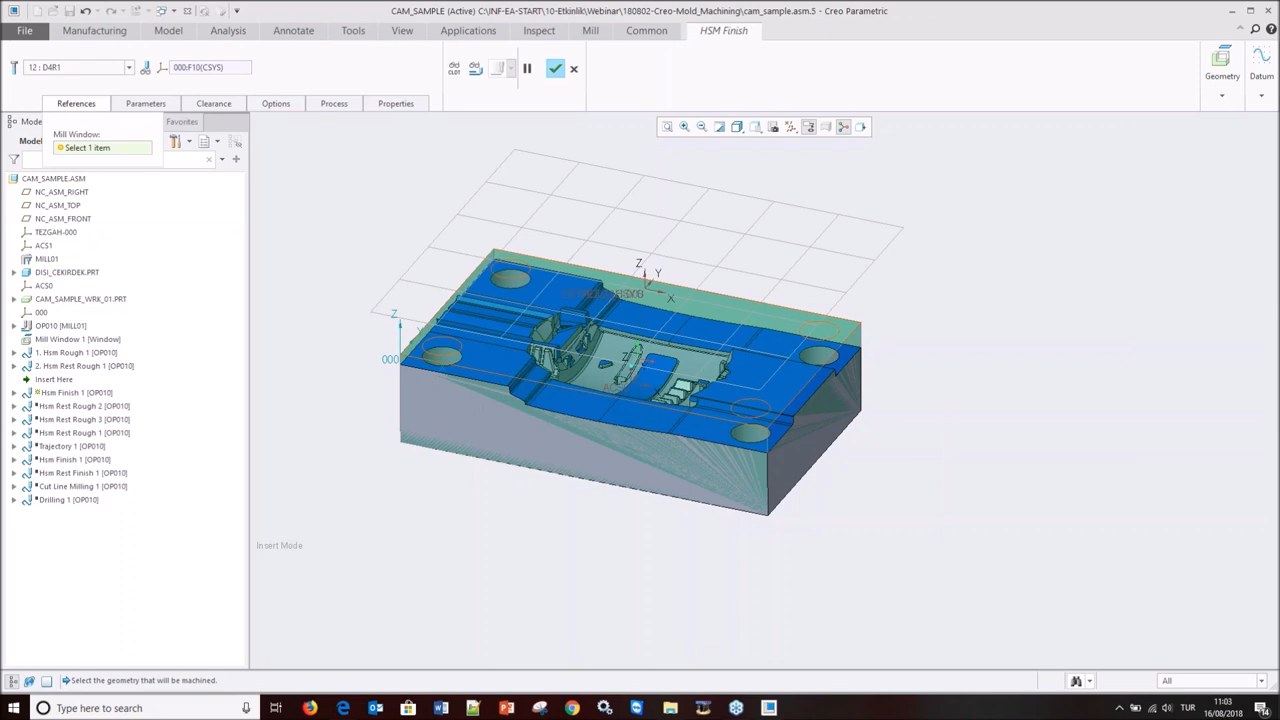 CAM_SAMPLE (Active) C:\INF-EA-START\10-Etkinlik\Webinar\180802-Creo-Mold_Machining\cam_sample.asm.5 - Creo Parametric
File Manufacturing Model Analysis Annotate Tools View Applications Inspect Mill Common HSM Finish
12 : D4R1 000:F10(CSYS)
CLDT
Geometry Datum
References Parameters Clearance Options Process Properties
Mode Favorites
Mill Window:
Model
Select 1 item
CAM_SAMPLE.ASM
NC_ASM_RIGHT
NC_ASM_TOP
NC_ASM_FRONT
TEZGAH-000
ACS1
MILL01
DISI_CEKIRDEK.PRT
ACS0
CAM_SAMPLE_WRK_01.PRT
000
OP010 [MILL01]
Mill Window 1 [Window]
1. Hsm Rough 1 [OP010]
2. Hsm Rest Rough 1 [OP010]
Insert Here
Hsm Finish 1 [OP010]
Hsm Rest Rough 2 [OP010]
Hsm Rest Rough 3 [OP010]
Hsm Rest Rough 1 [OP010]
Trajectory 1 [OP010]
Hsm Finish 1 [OP010]
Hsm Rest Finish 1 [OP010]
Cut Line Milling 1 [OP010]
Drilling 1 [OP010]
Z
Y
X
Z
Y
000
Z
Insert Mode
Select the geometry that will be machined.
All
Type here to search
TUR
11:03
16/08/2018
14